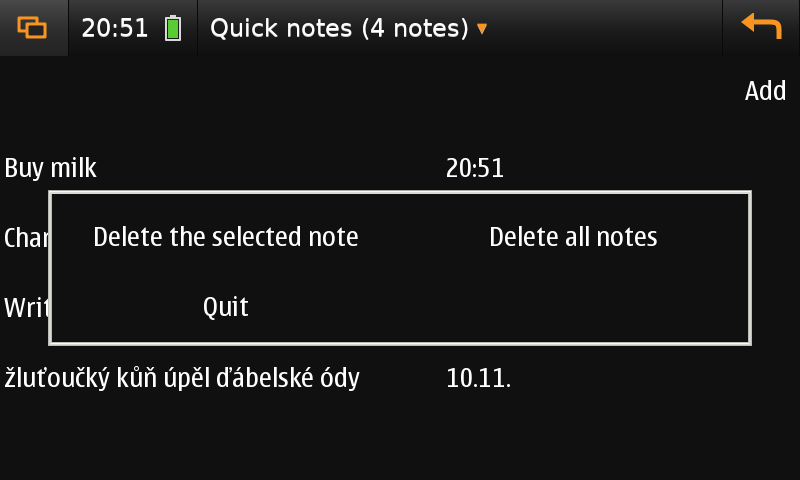 20:51 Quick notes (4 notes)
Add
Buy milk 20:51
Delete the selected note Delete all notes
Quit
žluťoučký kůň úpěl ďábelské ódy 10.11.